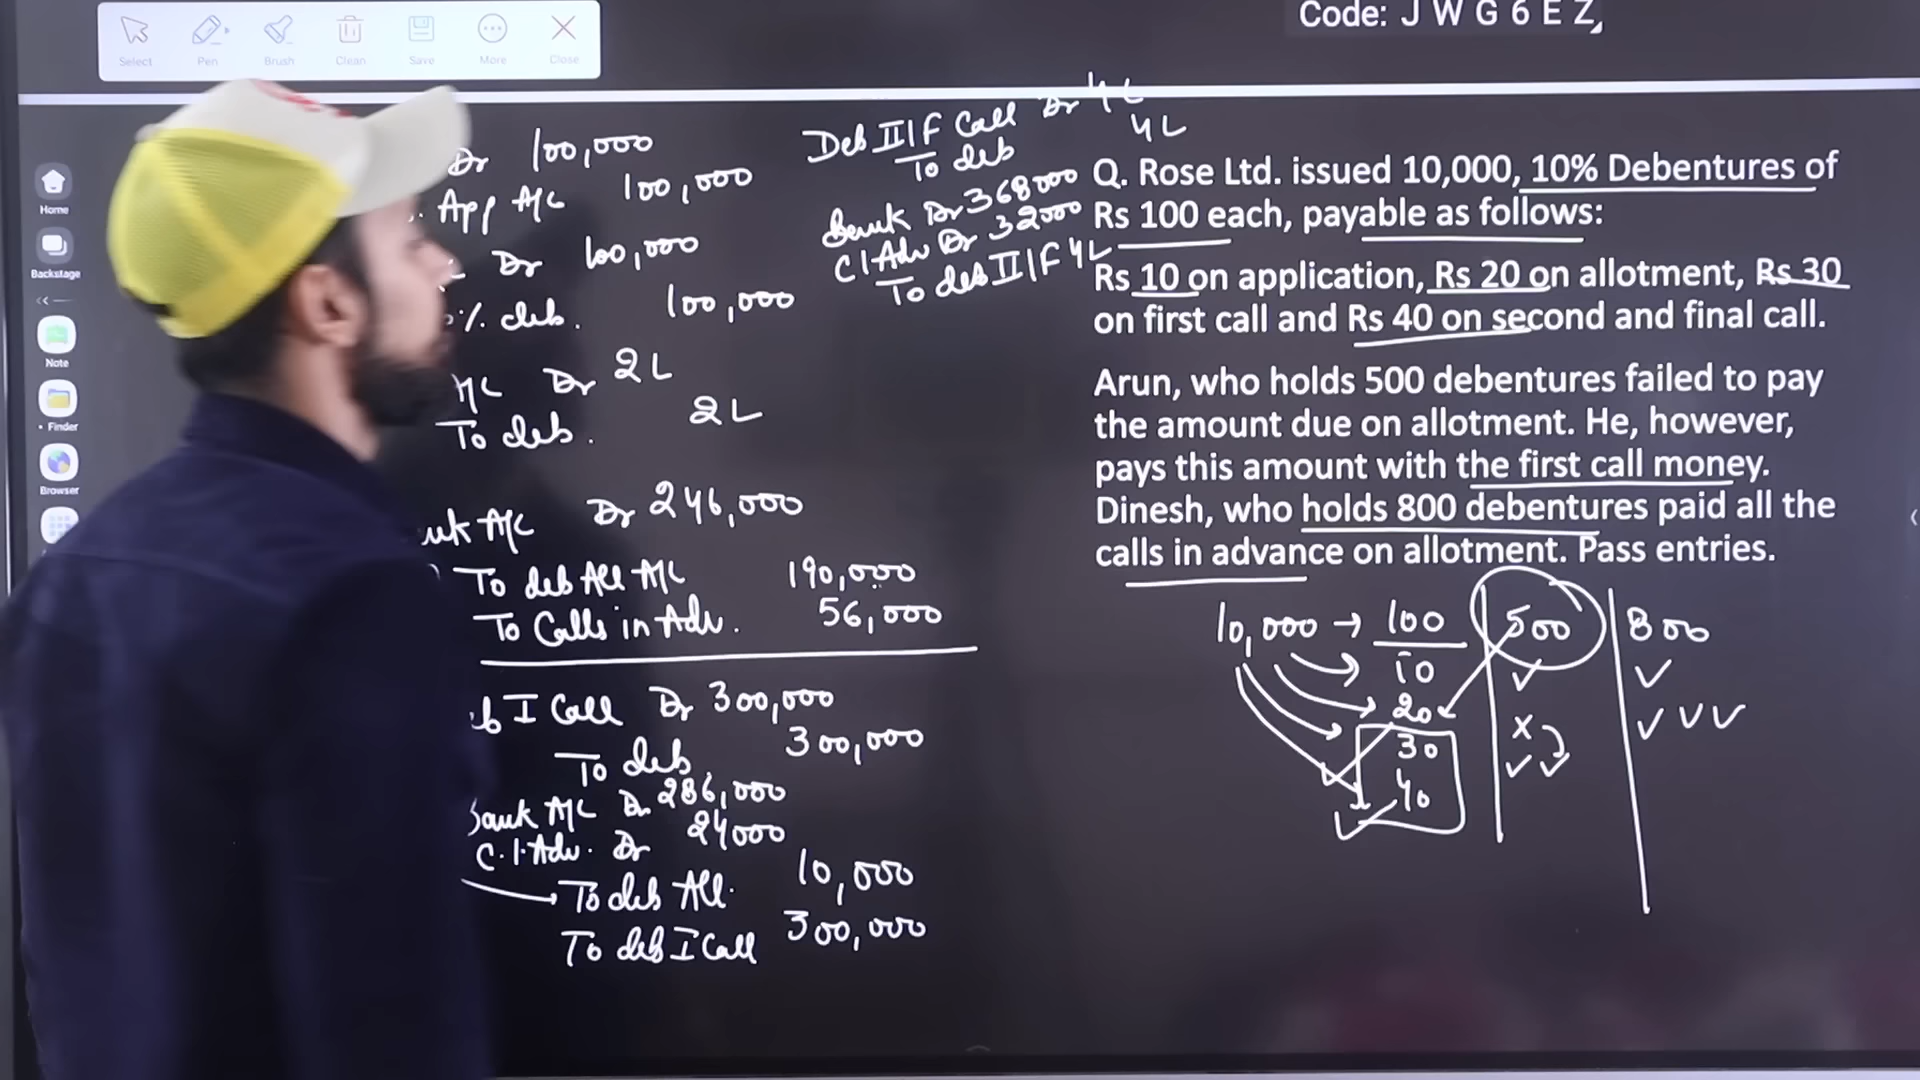 Code: J W G 6 E Z
Select Pen Brush Clean Save More Close
Home
Backstage
Note
Finder
Browser
Dr 100,000
App A/C 100,000
Dr 100,000
% deb. 100,000
A/C Dr 2L
To deb. 2L
A/C Dr 246,000
To deb All A/C 190,000
To Calls in Adv. 56,000
I Call Dr 300,000
To deb 300,000
Bank A/C Dr 286,000
C.I.Adv. Dr 24000
To deb All. 10,000
To deb I Call 300,000
Deb II/F Call Dr 4L
To deb 4L
Bank Dr 368000
C/Adv Dr 32000
To deb II/F 4L
Q. Rose Ltd. issued 10,000, 10% Debentures of
Rs 100 each, payable as follows:
Rs 10 on application, Rs 20 on allotment, Rs 30
on first call and Rs 40 on second and final call.
Arun, who holds 500 debentures failed to pay
the amount due on allotment. He, however,
pays this amount with the first call money.
Dinesh, who holds 800 debentures paid all the
calls in advance on allotment. Pass entries.
10,000 → 100 500 800
10
20
30
40